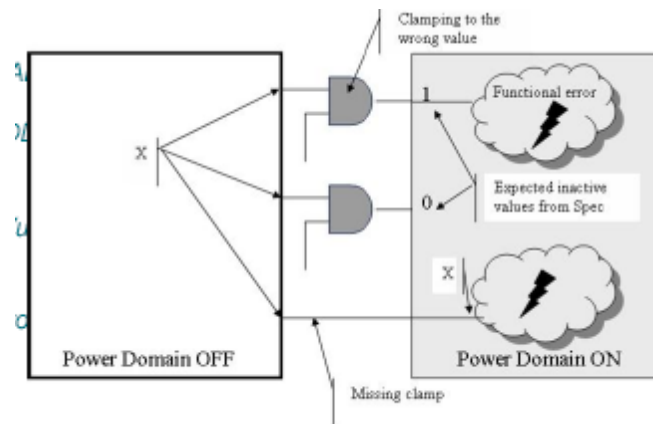 Clamping to the
wrong value
1
Functional error
X
0
Expected inactive
values from Spec
X
Power Domain OFF
Power Domain ON
Missing clamp